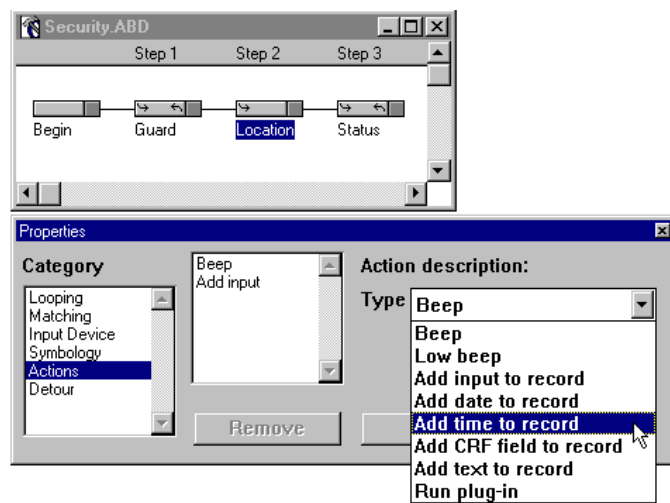 Security.ABD
Step 1 Step 2 Step 3
Begin Guard Location Status
Properties
Category
Looping
Matching
Input Device
Symbology
Actions
Detour
Beep
Add input
Remove
Action description:
Type Beep
Beep
Low beep
Add input to record
Add date to record
Add time to record
Add CRF field to record
Add text to record
Run plug-in